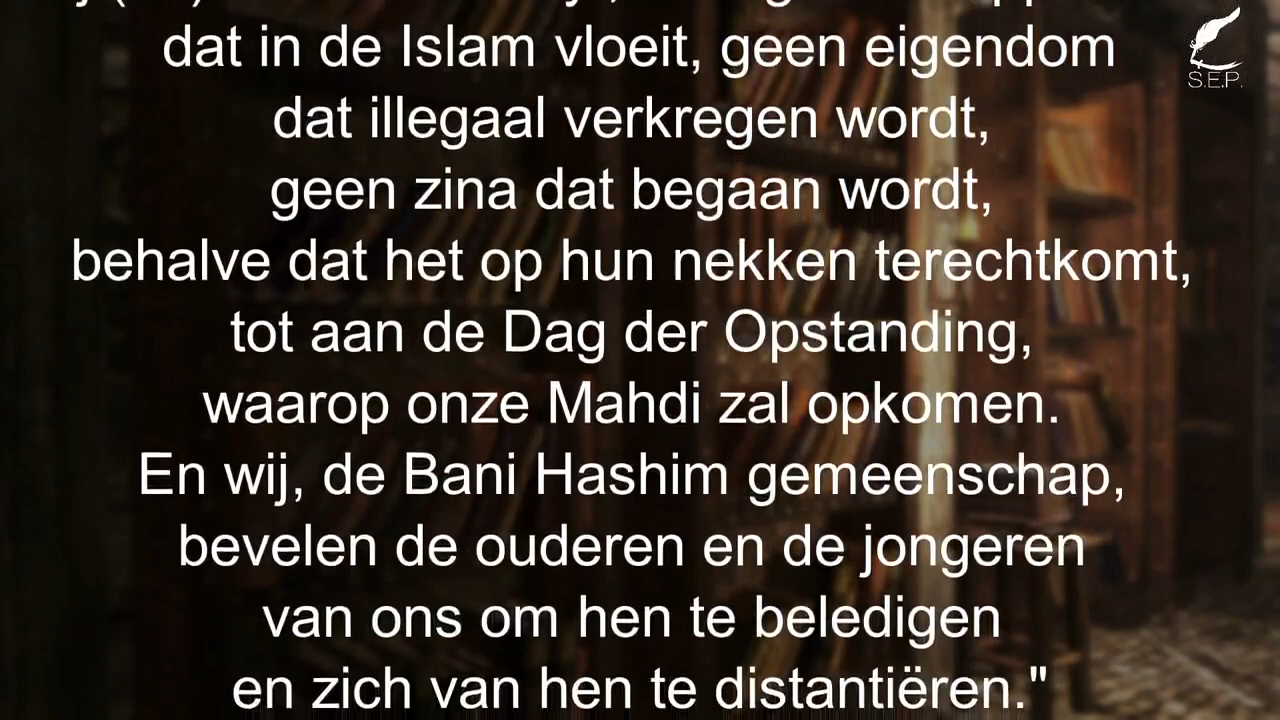 dat in de Islam vloeit, geen eigendom
dat illegaal verkregen wordt,
geen zina dat begaan wordt,
behalve dat het op hun nekken terechtkomt,
tot aan de Dag der Opstanding,
waarop onze Mahdi zal opkomen.
En wij, de Bani Hashim gemeenschap,
bevelen de ouderen en de jongeren
van ons om hen te beledigen
en zich van hen te distantiëren."
S.E.P.